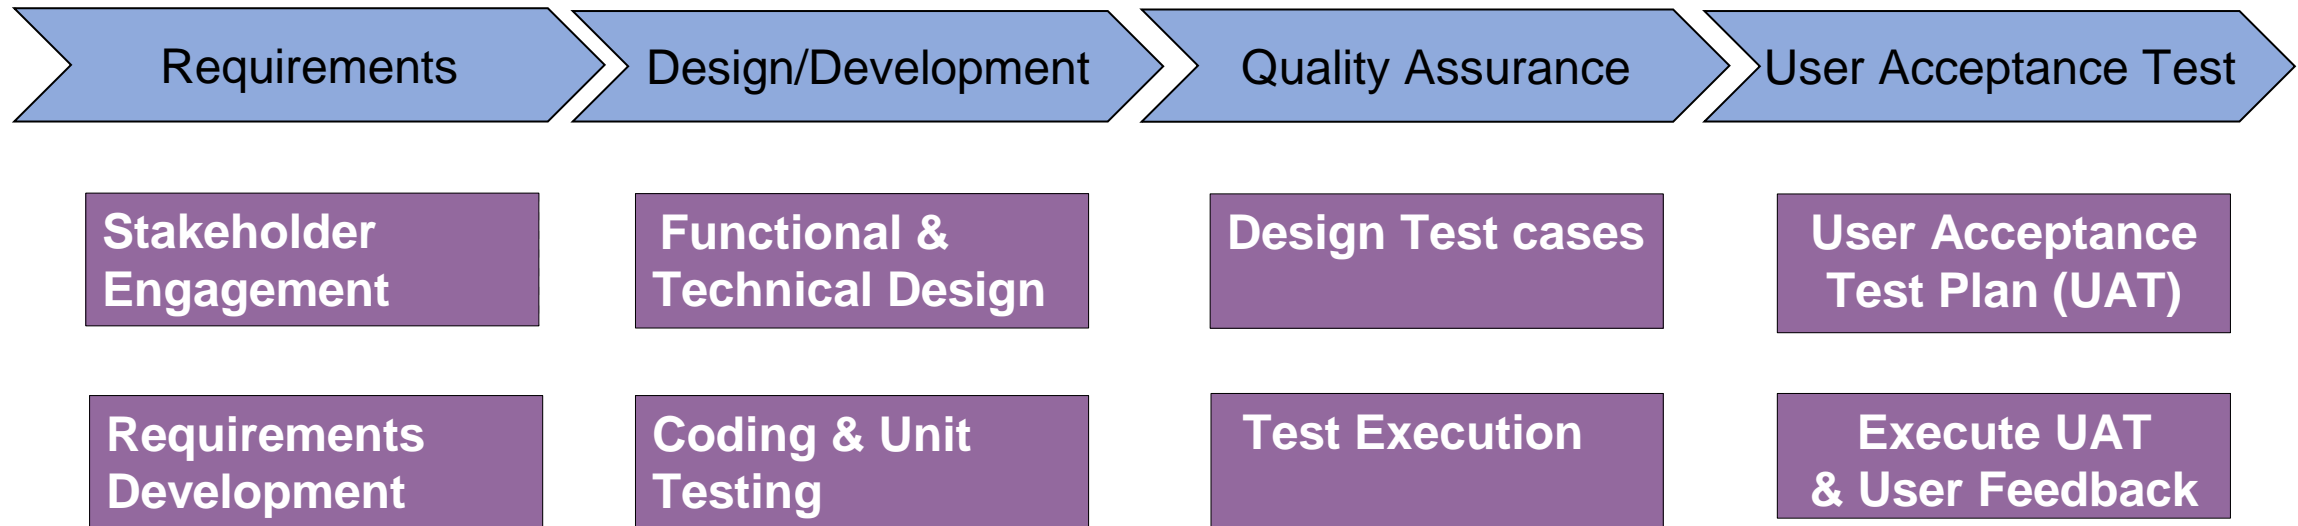 Requirements
Design/Development
Quality Assurance
User Acceptance Test
Stakeholder
Engagement
Functional &
Technical Design
Design Test cases
User Acceptance
Test Plan (UAT)
Requirements
Development
Coding & Unit
Testing
Test Execution
Execute UAT
& User Feedback